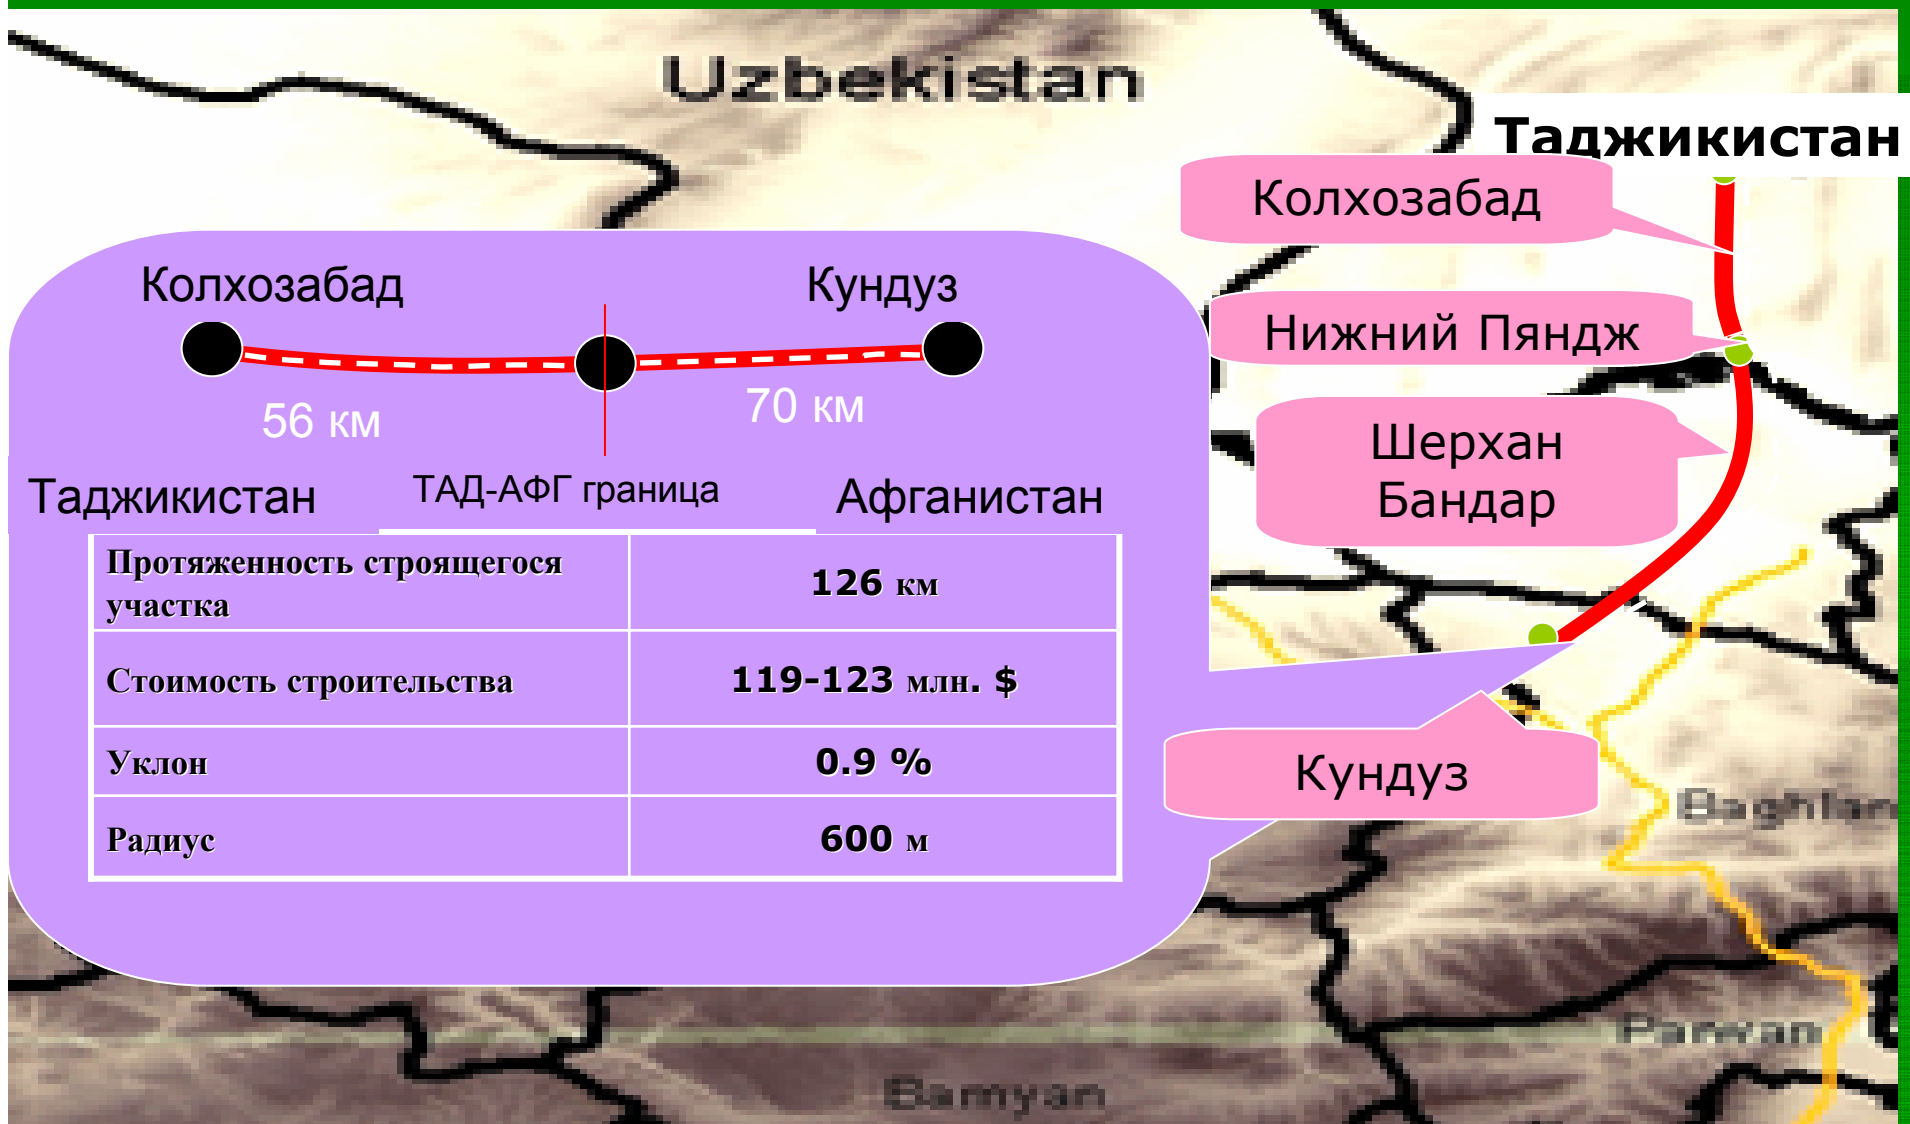 Uzbekistan
Таджикистан
Колхозабад
Нижний Пяндж
Шерхан
Бандар
Кундуз
Колхозабад
Кундуз
56 км
70 км
Таджикистан
ТАД-АФГ граница
Афганистан
Протяженность строящегося
участка
126 км
Стоимость строительства
119-123 млн. $
Уклон
0.9 %
Радиус
600 м
Baghlan
Bamyan